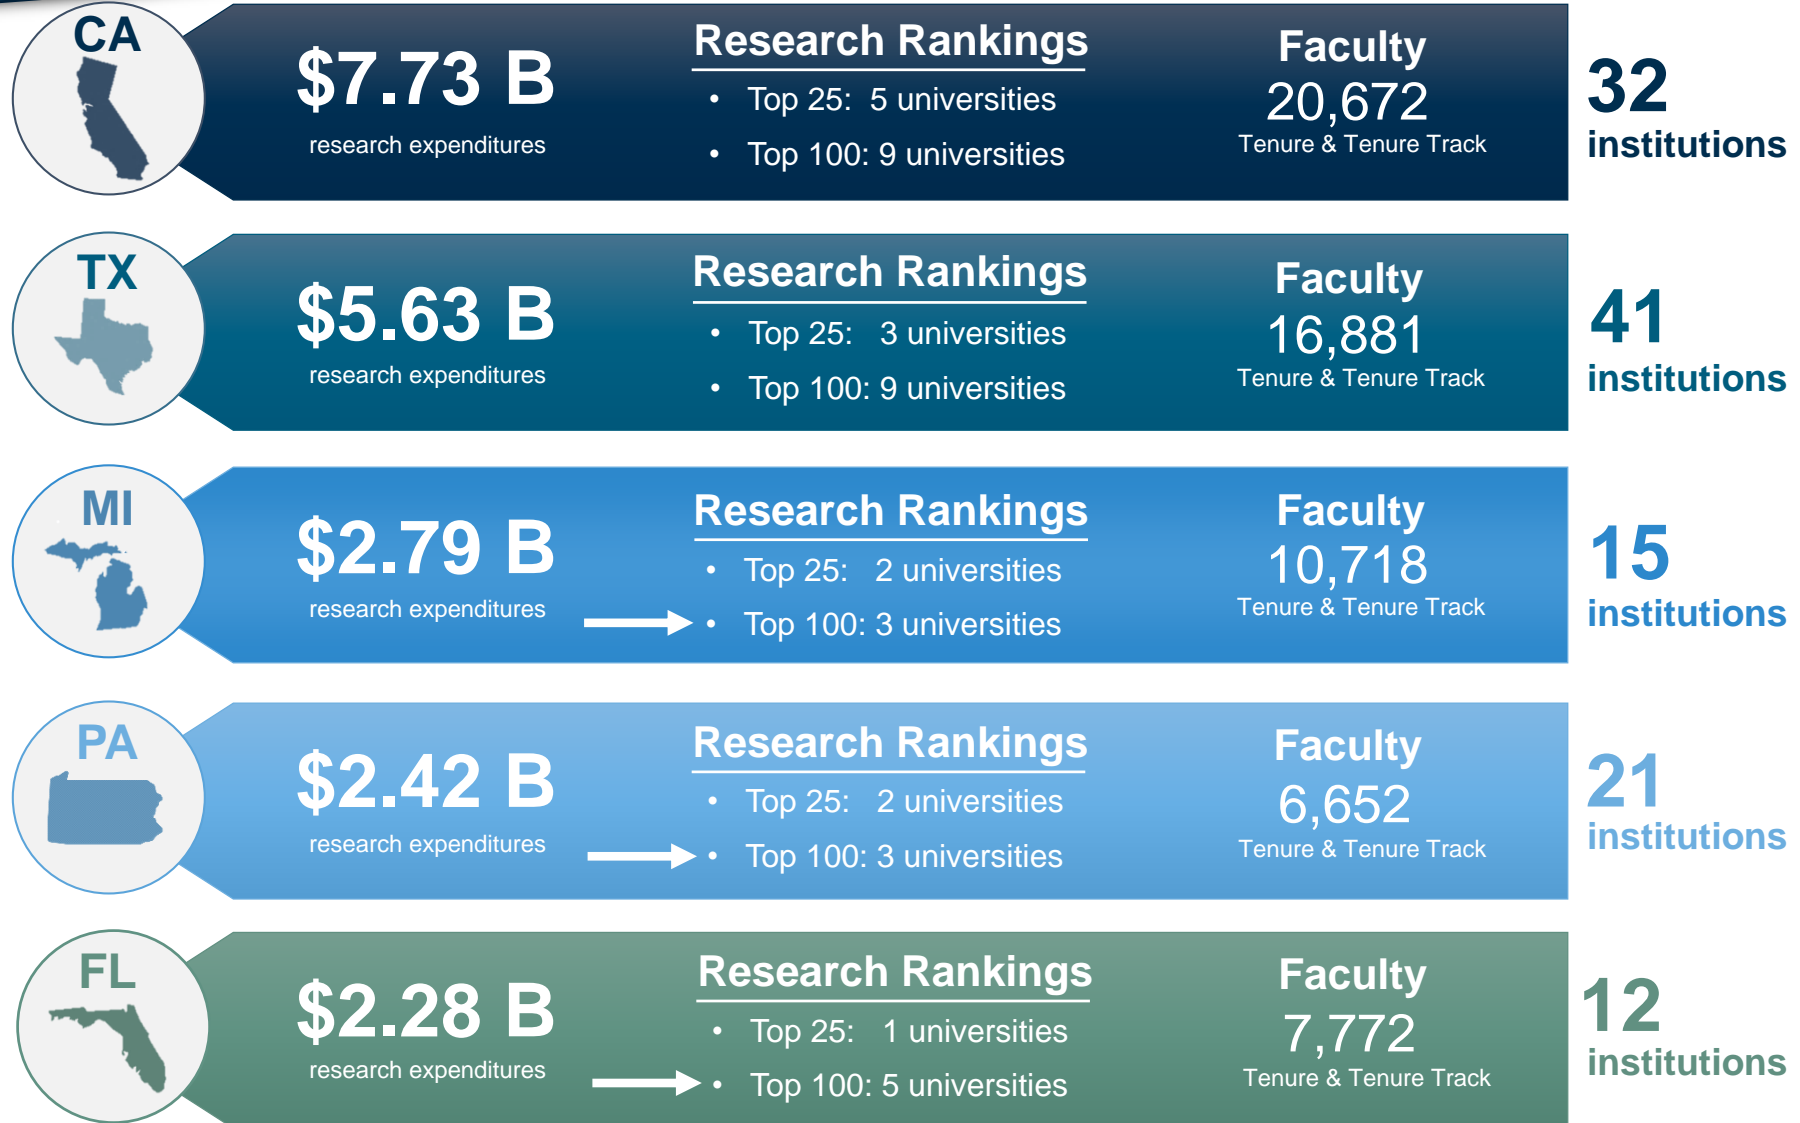 CA
$7.73 B
research expenditures
Research Rankings
• Top 25: 5 universities
• Top 100: 9 universities
Faculty
20,672
Tenure & Tenure Track
32
institutions
TX
$5.63 B
research expenditures
Research Rankings
• Top 25: 3 universities
• Top 100: 9 universities
Faculty
16,881
Tenure & Tenure Track
41
institutions
MI
$2.79 B
research expenditures
Research Rankings
• Top 25: 2 universities
• Top 100: 3 universities
Faculty
10,718
Tenure & Tenure Track
15
institutions
PA
$2.42 B
research expenditures
Research Rankings
• Top 25: 2 universities
• Top 100: 3 universities
Faculty
6,652
Tenure & Tenure Track
21
institutions
FL
$2.28 B
research expenditures
Research Rankings
• Top 25: 1 universities
• Top 100: 5 universities
Faculty
7,772
Tenure & Tenure Track
12
institutions